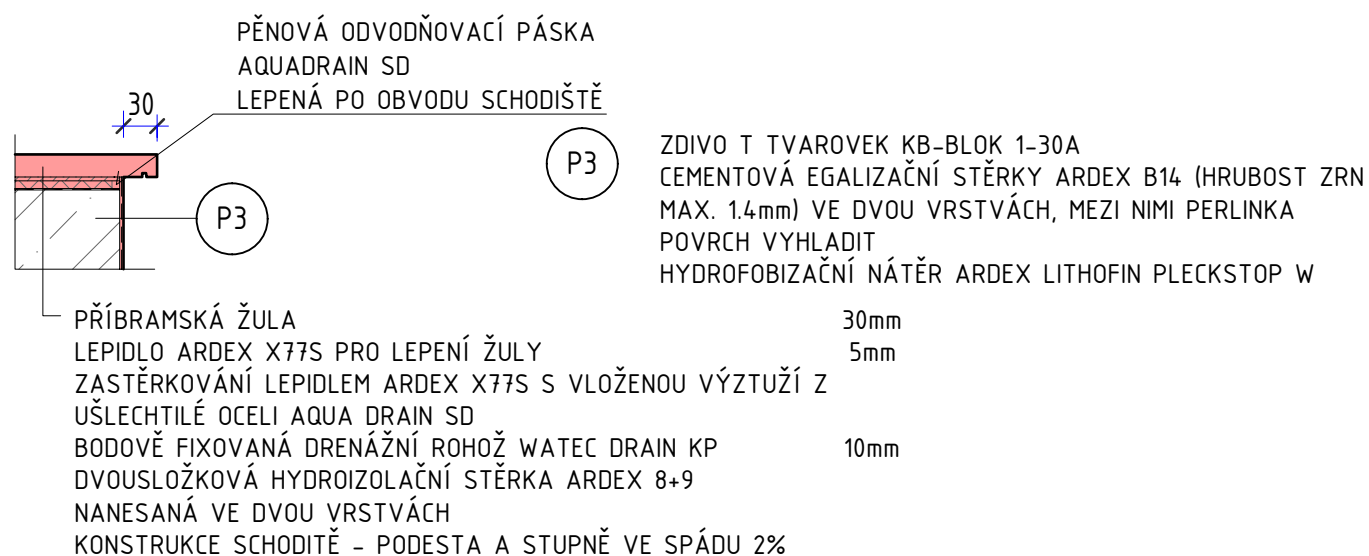 PĚNOVÁ ODVODŇOVACÍ PÁSKA
AQUADRAIN SD
LEPENÁ PO OBVODU SCHODIŠTĚ
30
P3
P3
ZDIVO T TVAROVEK KB-BLOK 1-30A
CEMENTOVÁ EGALIZAČNÍ STĚRKY ARDEX B14 (HRUBOST ZRN
MAX. 1.4mm) VE DVOU VRSTVÁCH, MEZI NIMI PERLINKA
POVRCH VYHLADIT
HYDROFOBIZAČNÍ NÁTĚR ARDEX LITHOFIN PLECKSTOP W
PŘÍBRAMSKÁ ŽULA 30mm
LEPIDLO ARDEX X77S PRO LEPENÍ ŽULY 5mm
ZASTĚRKOVÁNÍ LEPIDLEM ARDEX X77S S VLOŽENOU VÝZTUŽÍ Z
UŠLECHTILÉ OCELI AQUA DRAIN SD
BODOVĚ FIXOVANÁ DRENÁŽNÍ ROHOŽ WATEC DRAIN KP 10mm
DVOUSLOŽKOVÁ HYDROIZOLAČNÍ STĚRKA ARDEX 8+9
NANESANÁ VE DVOU VRSTVÁCH
KONSTRUKCE SCHODITĚ - PODESTA A STUPNĚ VE SPÁDU 2%